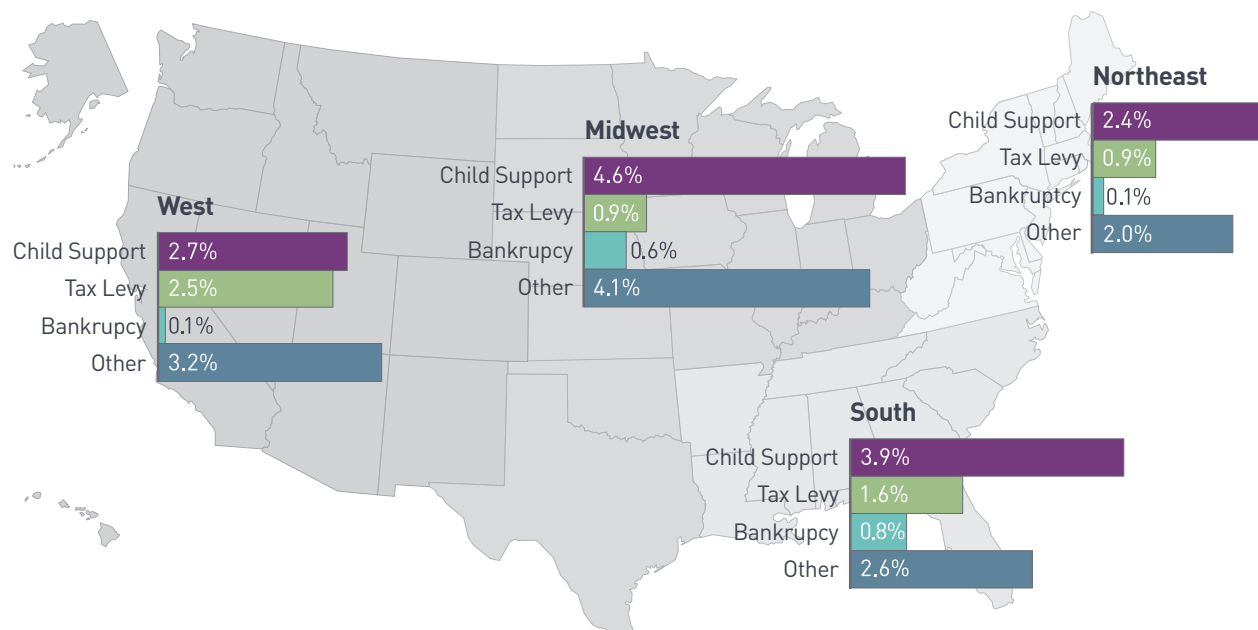 Northeast
Child Support 2.4%
Tax Levy 0.9%
Bankruptcy 0.1%
Other 2.0%
Midwest
Child Support 4.6%
Tax Levy 0.9%
Bankrupcy 0.6%
Other 4.1%
West
Child Support 2.7%
Tax Levy 2.5%
Bankrupcy 0.1%
Other 3.2%
South
Child Support 3.9%
Tax Levy 1.6%
Bankrupcy 0.8%
Other 2.6%